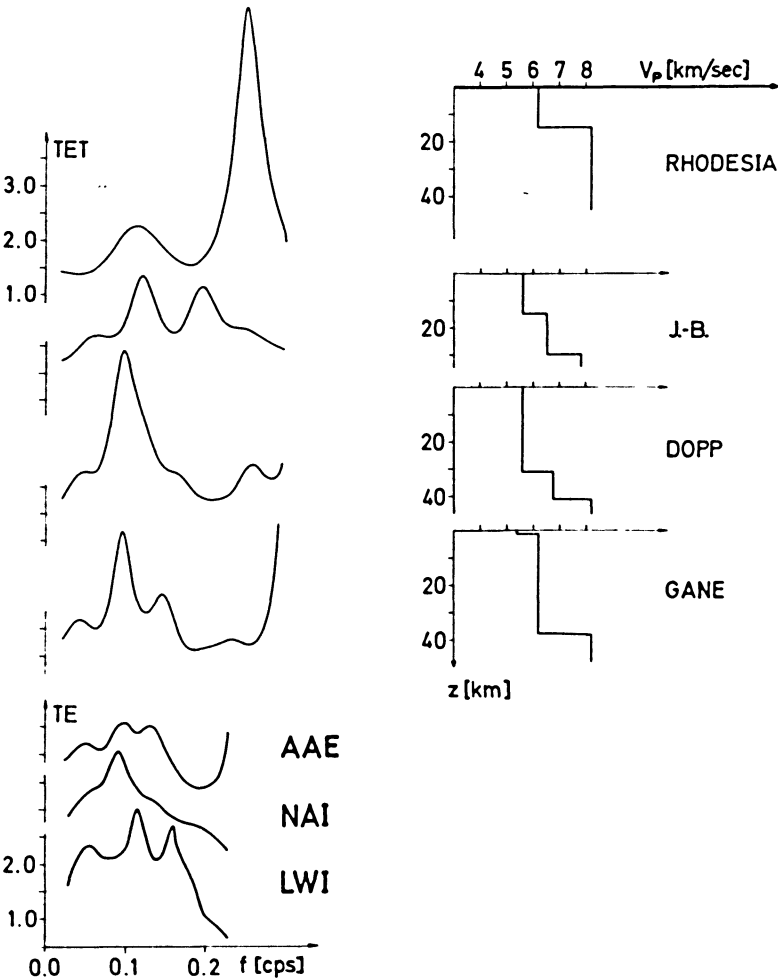 TET
3.0
2.0
1.0
4 5 6 7 8 Vp [km/sec]
20
40
RHODESIA
20
J.-B.
20
40
DOPP
20
40
GANE
z [km]
TE
AAE
NAI
LWI
2.0
1.0
0.0 0.1 0.2 f [cps]